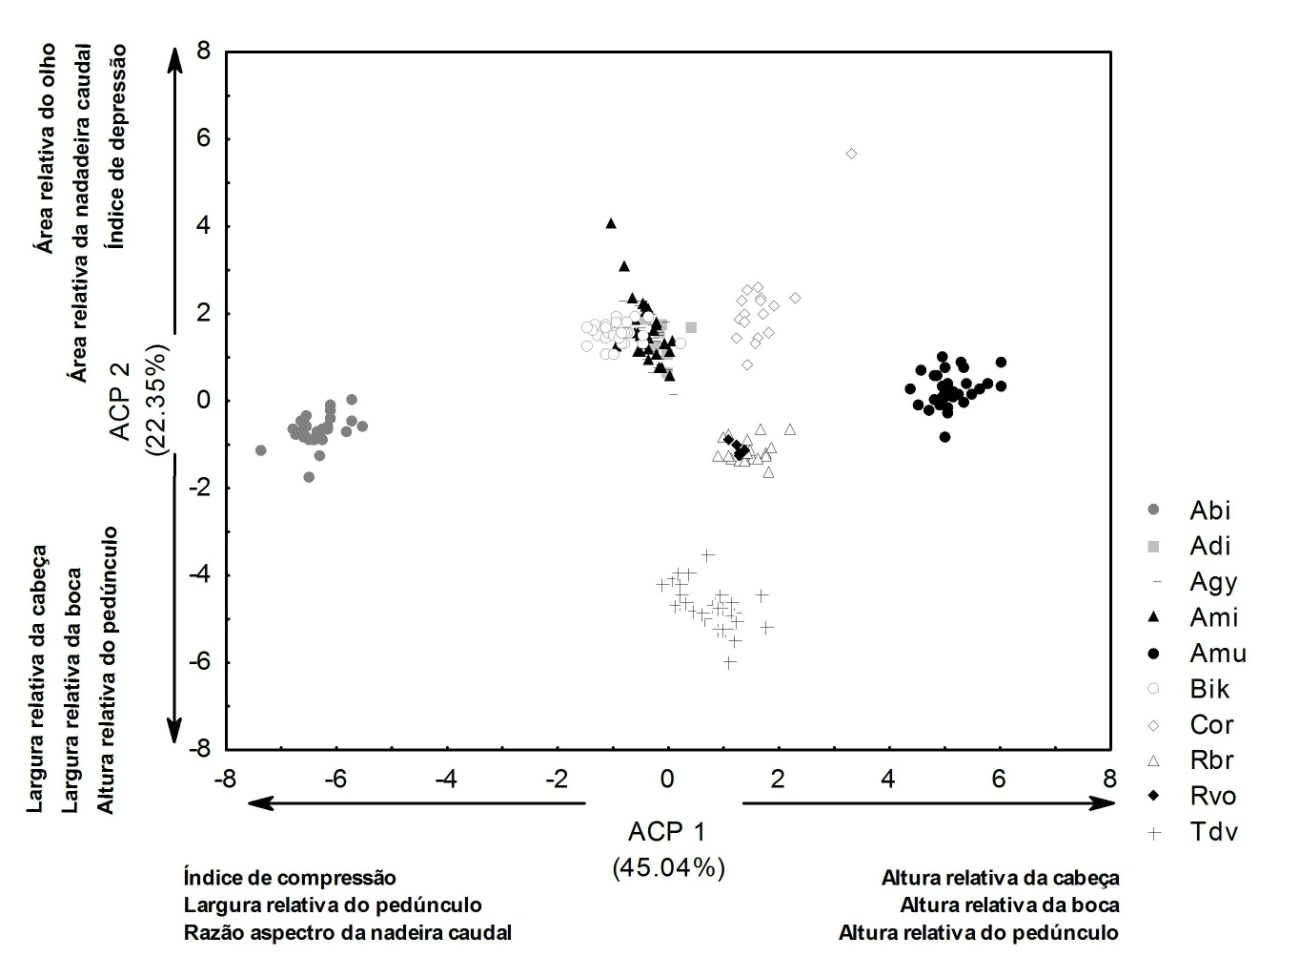 Área relativa do olho
Área relativa da nadadeira caudal
Índice de depressão
Largura relativa da cabeça
Largura relativa da boca
Altura relativa do pedúnculo
ACP 2
(22.35%)
8
6
4
2
0
-2
-4
-6
-8
-8 -6 -4 -2 0 2 4 6 8
ACP 1
(45.04%)
Índice de compressão
Largura relativa do pedúnculo
Razão aspectro da nadeira caudal
Altura relativa da cabeça
Altura relativa da boca
Altura relativa do pedúnculo
Abi
Adi
Agy
Ami
Amu
Bik
Cor
Rbr
Rvo
Tdv